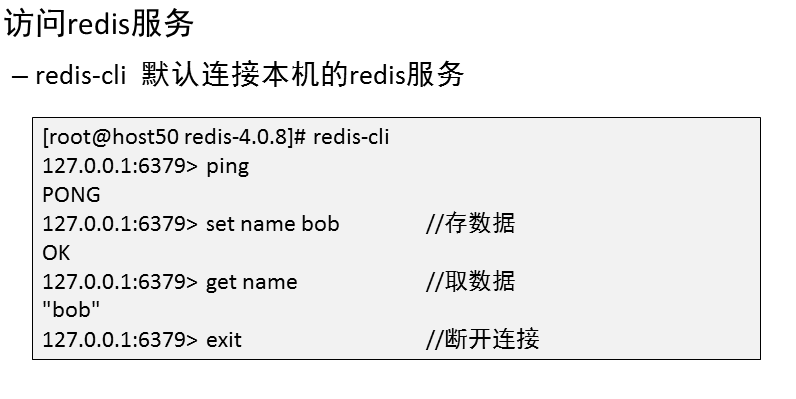 访问redis服务
– redis-cli 默认连接本机的redis服务
[root@host50 redis-4.0.8]# redis-cli
127.0.0.1:6379> ping
PONG
127.0.0.1:6379> set name bob //存数据
OK
127.0.0.1:6379> get name //取数据
"bob"
127.0.0.1:6379> exit //断开连接